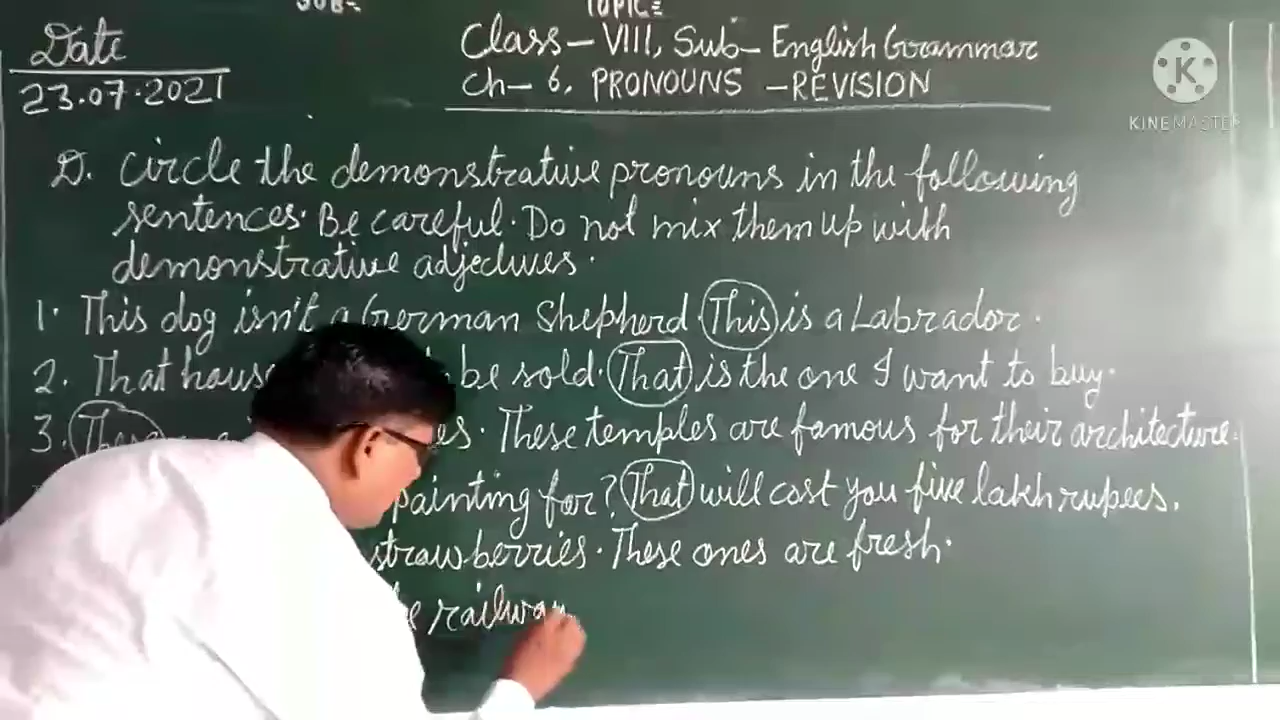 SUB:-
TOPIC:
Date
23.07.2021
Class- VIII, Sub- English Grammar
Ch- 6. PRONOUNS -REVISION
K
KINEMASTER
D. Circle the demonstrative pronouns in the following
sentences. Be careful. Do not mix them up with
demonstrative adjectives.
1. This dog isn't a German Shepherd. This is a Labrador.
2. That hous be sold. That is the one I want to buy.
3. These es. These temples are famous for their architecture.
painting for? That will cost you five lakh rupees.
strawberries. These ones are fresh.
railway